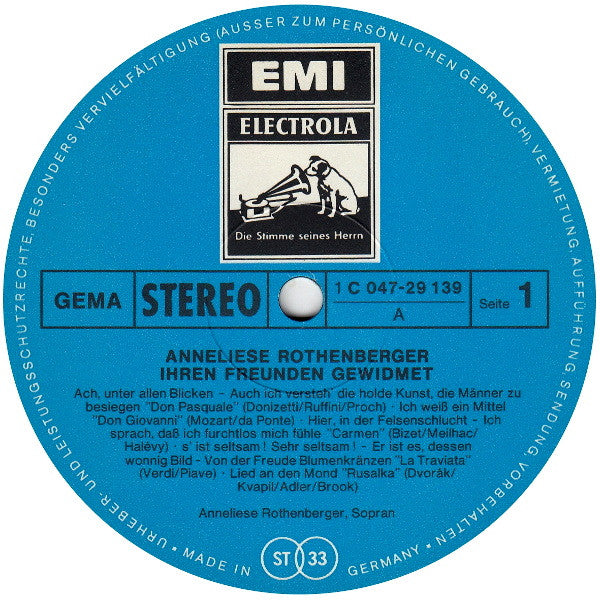 EMI
ELECTROLA
Die Stimme seines Herrn
GEMA
STEREO
1 C 047-29 139
A
Seite 1
ANNELIESE ROTHENBERGER
IHREN FREUNDEN GEWIDMET
Ach, unter allen Blicken - Auch ich versteh' die holde Kunst, die Männer zu
besiegen "Don Pasquale" (Donizetti/Ruffini/Proch) · Ich weiß ein Mittel
"Don Giovanni" (Mozart/da Ponte) · Hier, in der Felsenschlucht - Ich
sprach, daß ich furchtlos mich fühle "Carmen" (Bizet/Meilhac/
Halévy) · s' ist seltsam! Sehr seltsam! - Er ist es, dessen
wonnig Bild - Von der Freude Blumenkränzen "La Traviata"
(Verdi/Piave) · Lied an den Mond "Rusalka" (Dvorák/
Kvapil/Adler/Brook)
Anneliese Rothenberger, Sopran
URHEBER- UND LEISTUNGSSCHUTZRECHTE, BESONDERS VERVIELFÄLTIGUNG (AUSSER ZUM PERSÖNLICHEN GEBRAUCH), VERMIETUNG, AUFFÜHRUNG, SENDUNG, VORBEHALTEN •
• MADE IN GERMANY •
ST 33